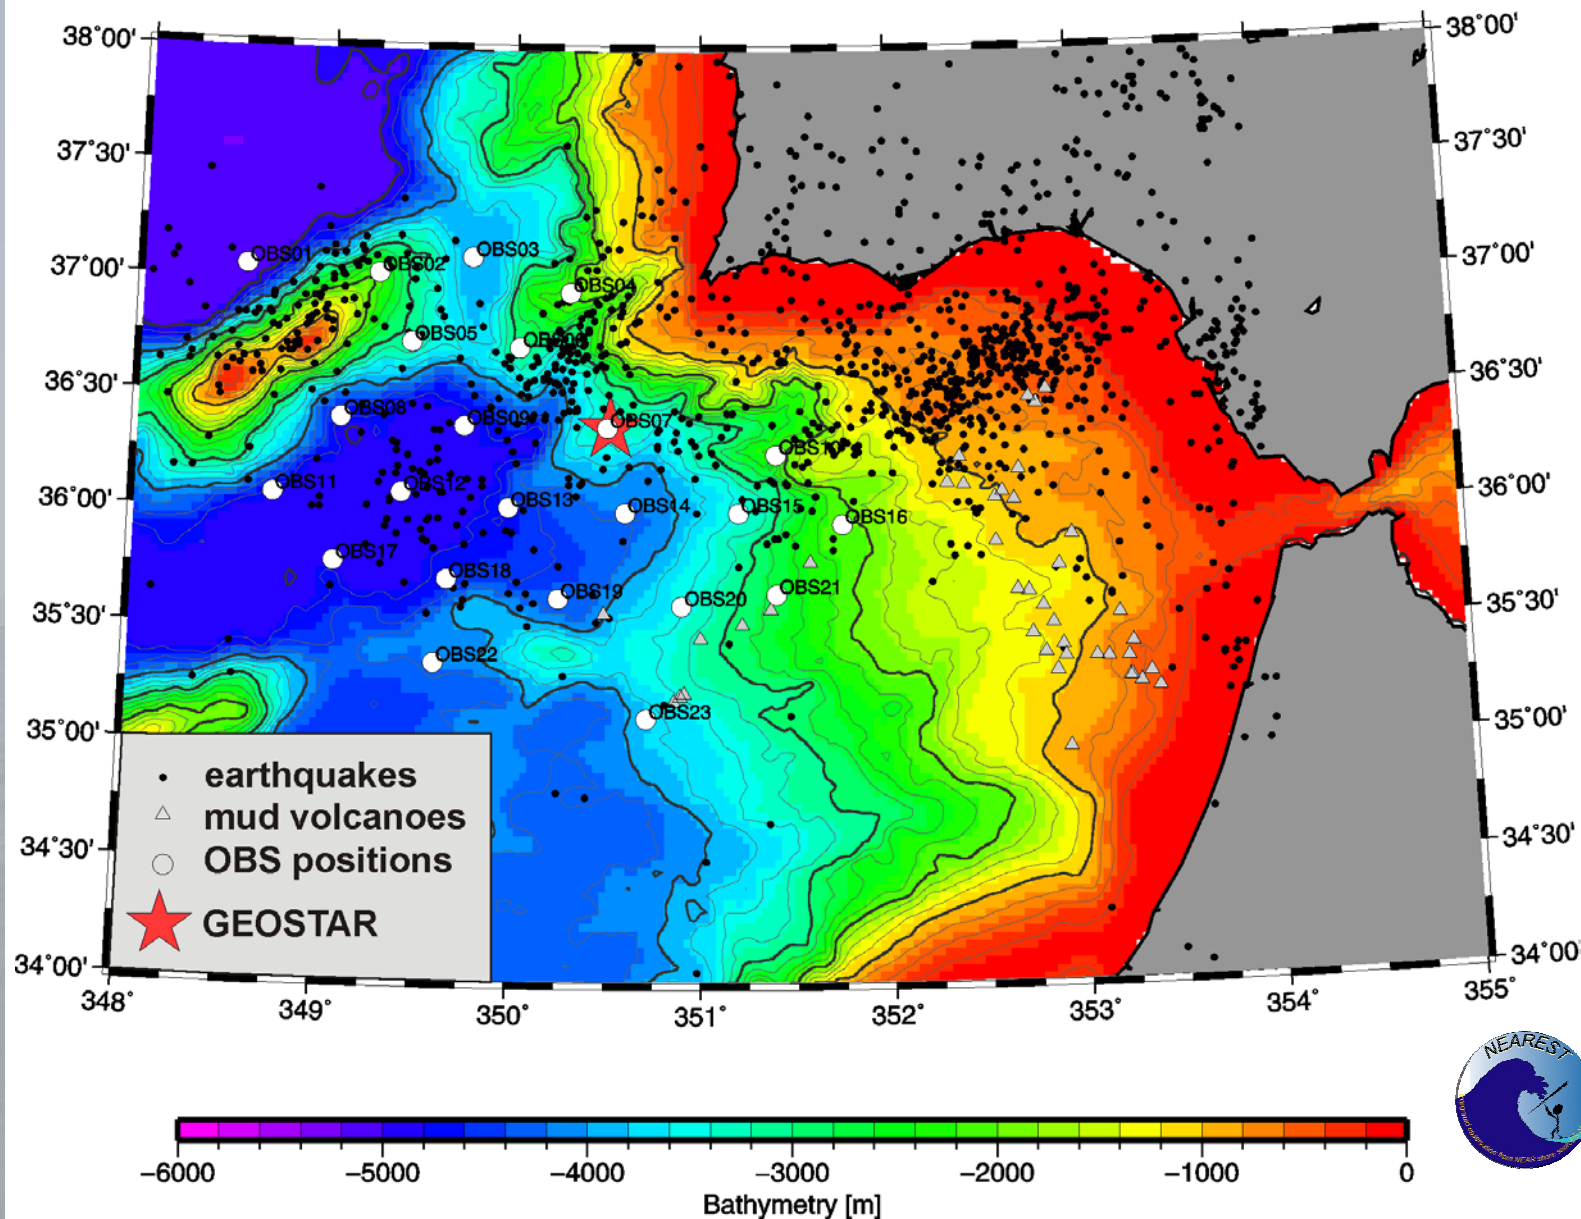 38°00'
38°00'
37°30'
37°30'
37°00'
37°00'
36°30'
36°30'
36°00'
36°00'
35°30'
35°30'
35°00'
35°00'
34°30'
34°30'
34°00'
34°00'
OBS01
OBS02
OBS03
OBS04
OBS05
OBS06
OBS07
OBS08
OBS09
OBS10
OBS11
OBS12
OBS13
OBS14
OBS15
OBS16
OBS17
OBS18
OBS19
OBS20
OBS21
OBS22
OBS23
earthquakes
mud volcanoes
OBS positions
GEOSTAR
348°
349°
350°
351°
352°
353°
354°
355°
NEAREST
−6000
−5000
−4000
−3000
−2000
−1000
0
Bathymetry [m]